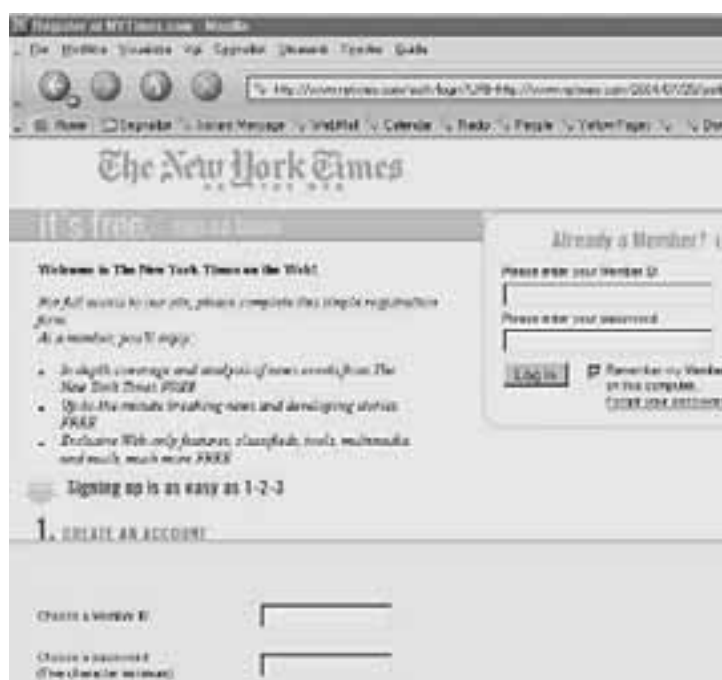 Register at NYTimes.com - Mozilla
File Modifica Visualizza Vai Segnalibri Strumenti Finestra Guida
Home Segnalibri Instant Message WebMail Calendar Radio People Yellow Pages
The New York Times
ON THE WEB
it's free.
Already a Member?
Welcome to The New York Times on the Web!
For full access to our site, please complete this simple registration
form.
As a member, you'll enjoy:
• In-depth coverage and analysis of news events from The
New York Times FREE
• Up-to-the-minute breaking news and developing stories
FREE
• Exclusive Web-only features, classifieds, tools, multimedia
and much, much more FREE
Please enter your Member ID
Please enter your password
Log in
Remember my Member
on this computer.
Forgot your password
Signing up is as easy as 1-2-3
1. CREATE AN ACCOUNT
Choose a Member ID
Choose a password
(Five character minimum)